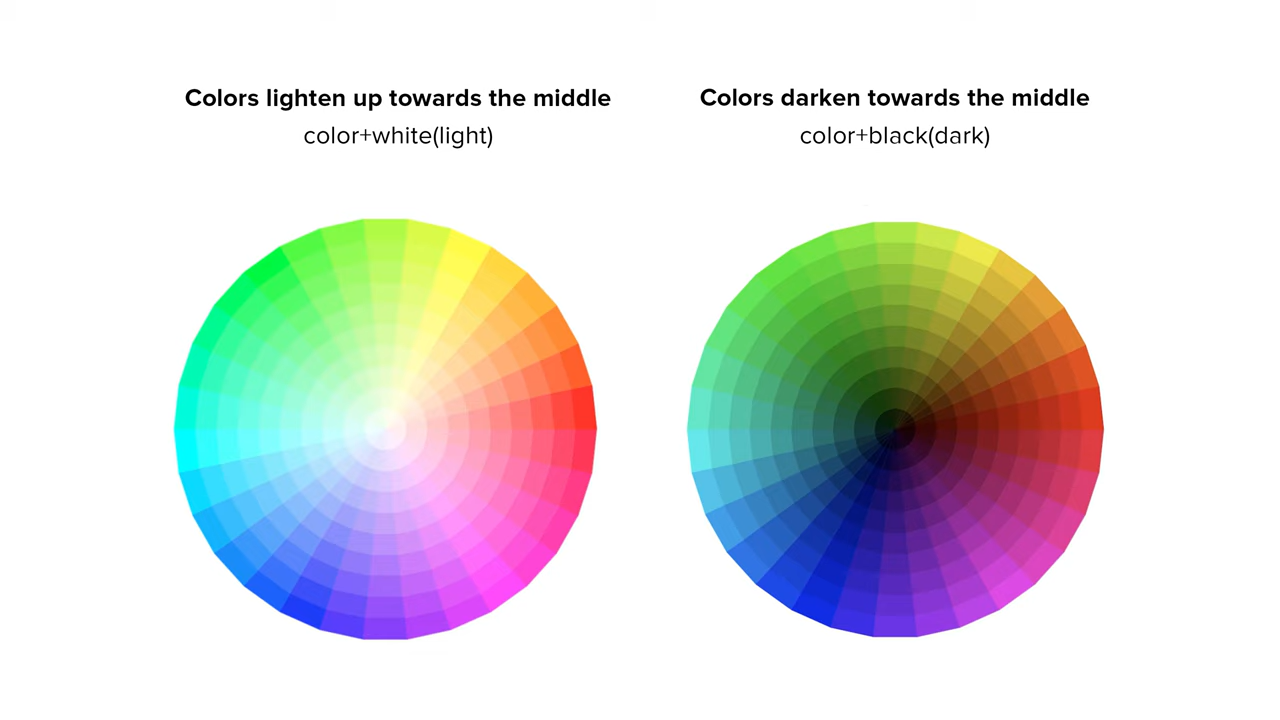 Colors lighten up towards the middle
color+white(light)
Colors darken towards the middle
color+black(dark)